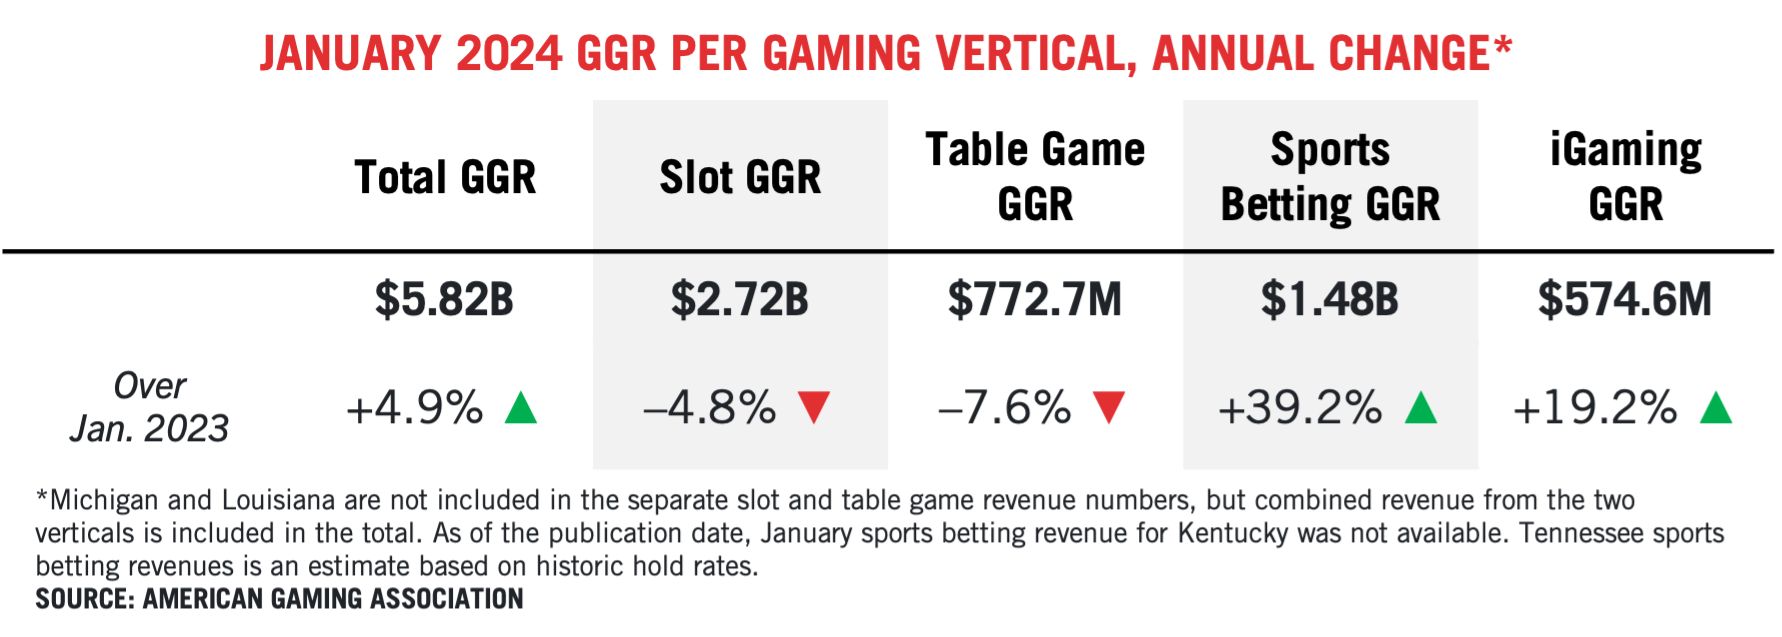 JANUARY 2024 GGR PER GAMING VERTICAL, ANNUAL CHANGE*
Total GGR Slot GGR Table Game GGR Sports Betting GGR iGaming GGR
$5.82B $2.72B $772.7M $1.48B $574.6M
Over Jan. 2023 +4.9% ▲ –4.8% ▼ –7.6% ▼ +39.2% ▲ +19.2% ▲
*Michigan and Louisiana are not included in the separate slot and table game revenue numbers, but combined revenue from the two
verticals is included in the total. As of the publication date, January sports betting revenue for Kentucky was not available. Tennessee sports
betting revenues is an estimate based on historic hold rates.
SOURCE: AMERICAN GAMING ASSOCIATION